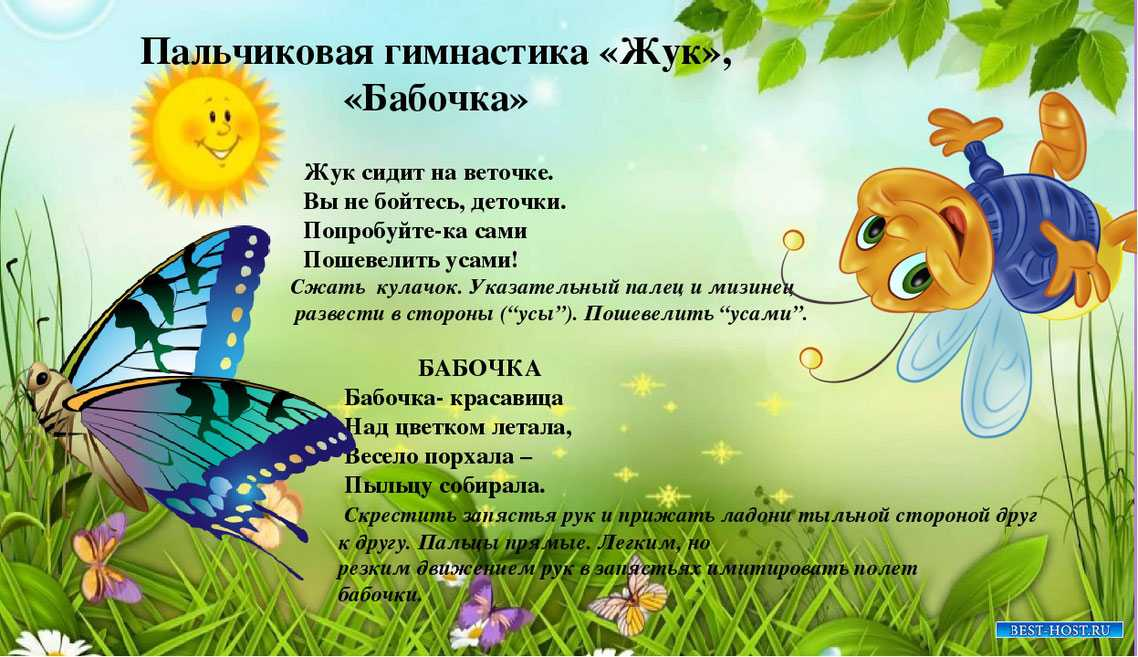 Пальчиковая гимнастика «Жук»,
«Бабочка»
Жук сидит на веточке.
Вы не бойтесь, деточки.
Попробуйте-ка сами
Пошевелить усами!
Сжать кулачок. Указательный палец и мизинец
развести в стороны (“усы”). Пошевелить “усами”.
БАБОЧКА
Бабочка- красавица
Над цветком летала,
Весело порхала –
Пыльцу собирала.
Скрестить запястья рук и прижать ладони тыльной стороной друг
к другу. Пальцы прямые. Легким, но
резким движением рук в запястьях имитировать полет
бабочки.
BEST-HOST.RU